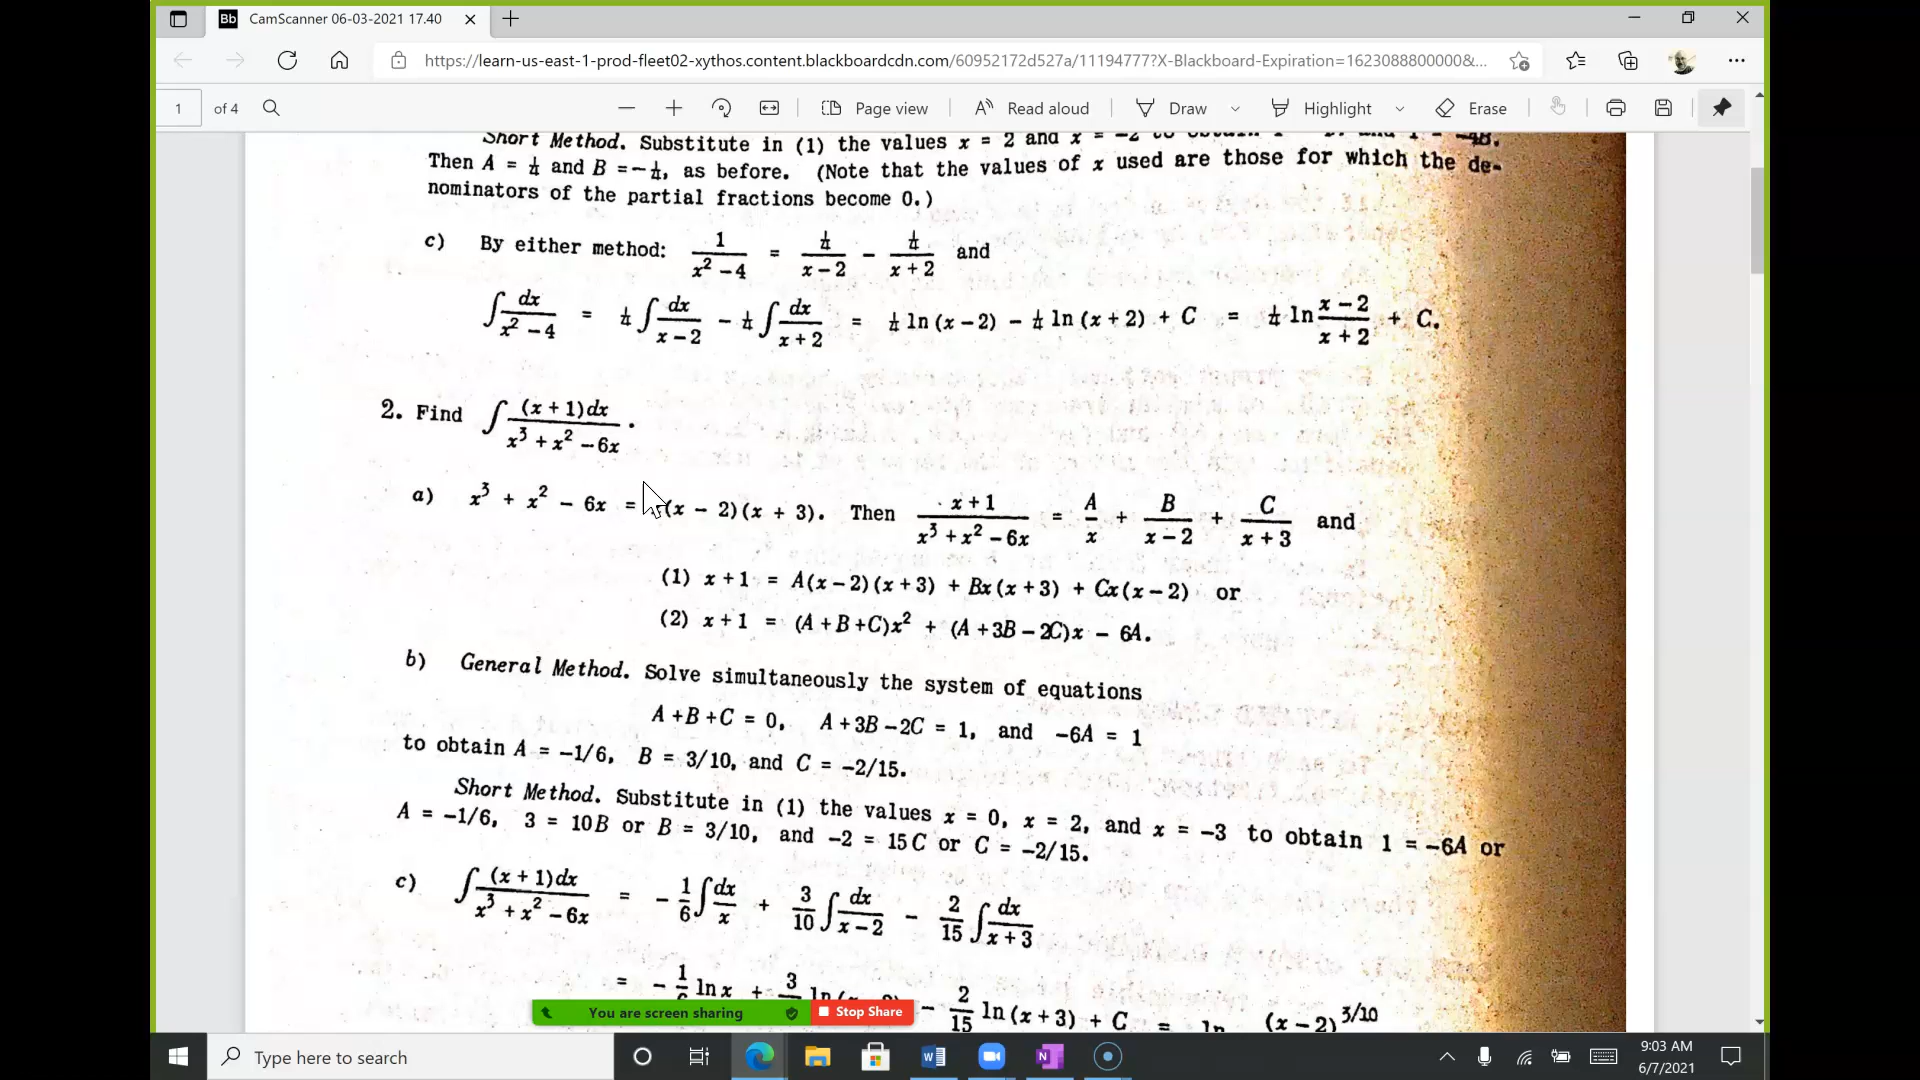 CamScanner 06-03-2021 17.40
https://learn-us-east-1-prod-fleet02-xythos.content.blackboardcdn.com/60952172d527a/11194777?X-Blackboard-Expiration=1623088800000&...
1 of 4 Page view Read aloud Draw Highlight Erase
Short Method. Substitute in (1) the values x = 2 and x = -2 to obtain
Then A = ¼ and B = -¼, as before. (Note that the values of x used are those for which the de-
nominators of the partial fractions become 0.)
c) By either method: 1/(x² - 4) = ¼/(x - 2) - ¼/(x + 2) and
∫ dx/(x² - 4) = ¼ ∫ dx/(x - 2) - ¼ ∫ dx/(x + 2) = ¼ ln (x - 2) - ¼ ln (x + 2) + C = ¼ ln (x - 2)/(x + 2) + C.
2. Find ∫ (x + 1)dx/(x³ + x² - 6x) .
a) x³ + x² - 6x = (x - 2)(x + 3). Then (x + 1)/(x³ + x² - 6x) = A/x + B/(x - 2) + C/(x + 3) and
(1) x + 1 = A(x - 2)(x + 3) + Bx(x + 3) + Cx(x - 2) or
(2) x + 1 = (A + B + C)x² + (A + 3B - 2C)x - 6A.
b) General Method. Solve simultaneously the system of equations
A + B + C = 0, A + 3B - 2C = 1, and -6A = 1
to obtain A = -1/6, B = 3/10, and C = -2/15.
Short Method. Substitute in (1) the values x = 0, x = 2, and x = -3 to obtain 1 = -6A or
A = -1/6, 3 = 10B or B = 3/10, and -2 = 15C or C = -2/15.
c) ∫ (x + 1)dx/(x³ + x² - 6x) = - 1/6 ∫ dx/x + 3/10 ∫ dx/(x - 2) - 2/15 ∫ dx/(x + 3)
= - 1/6 ln x + 3 ln - 2/15 ln (x + 3) + C = ln (x - 2)^3/10
You are screen sharing Stop Share
Type here to search
9:03 AM
6/7/2021